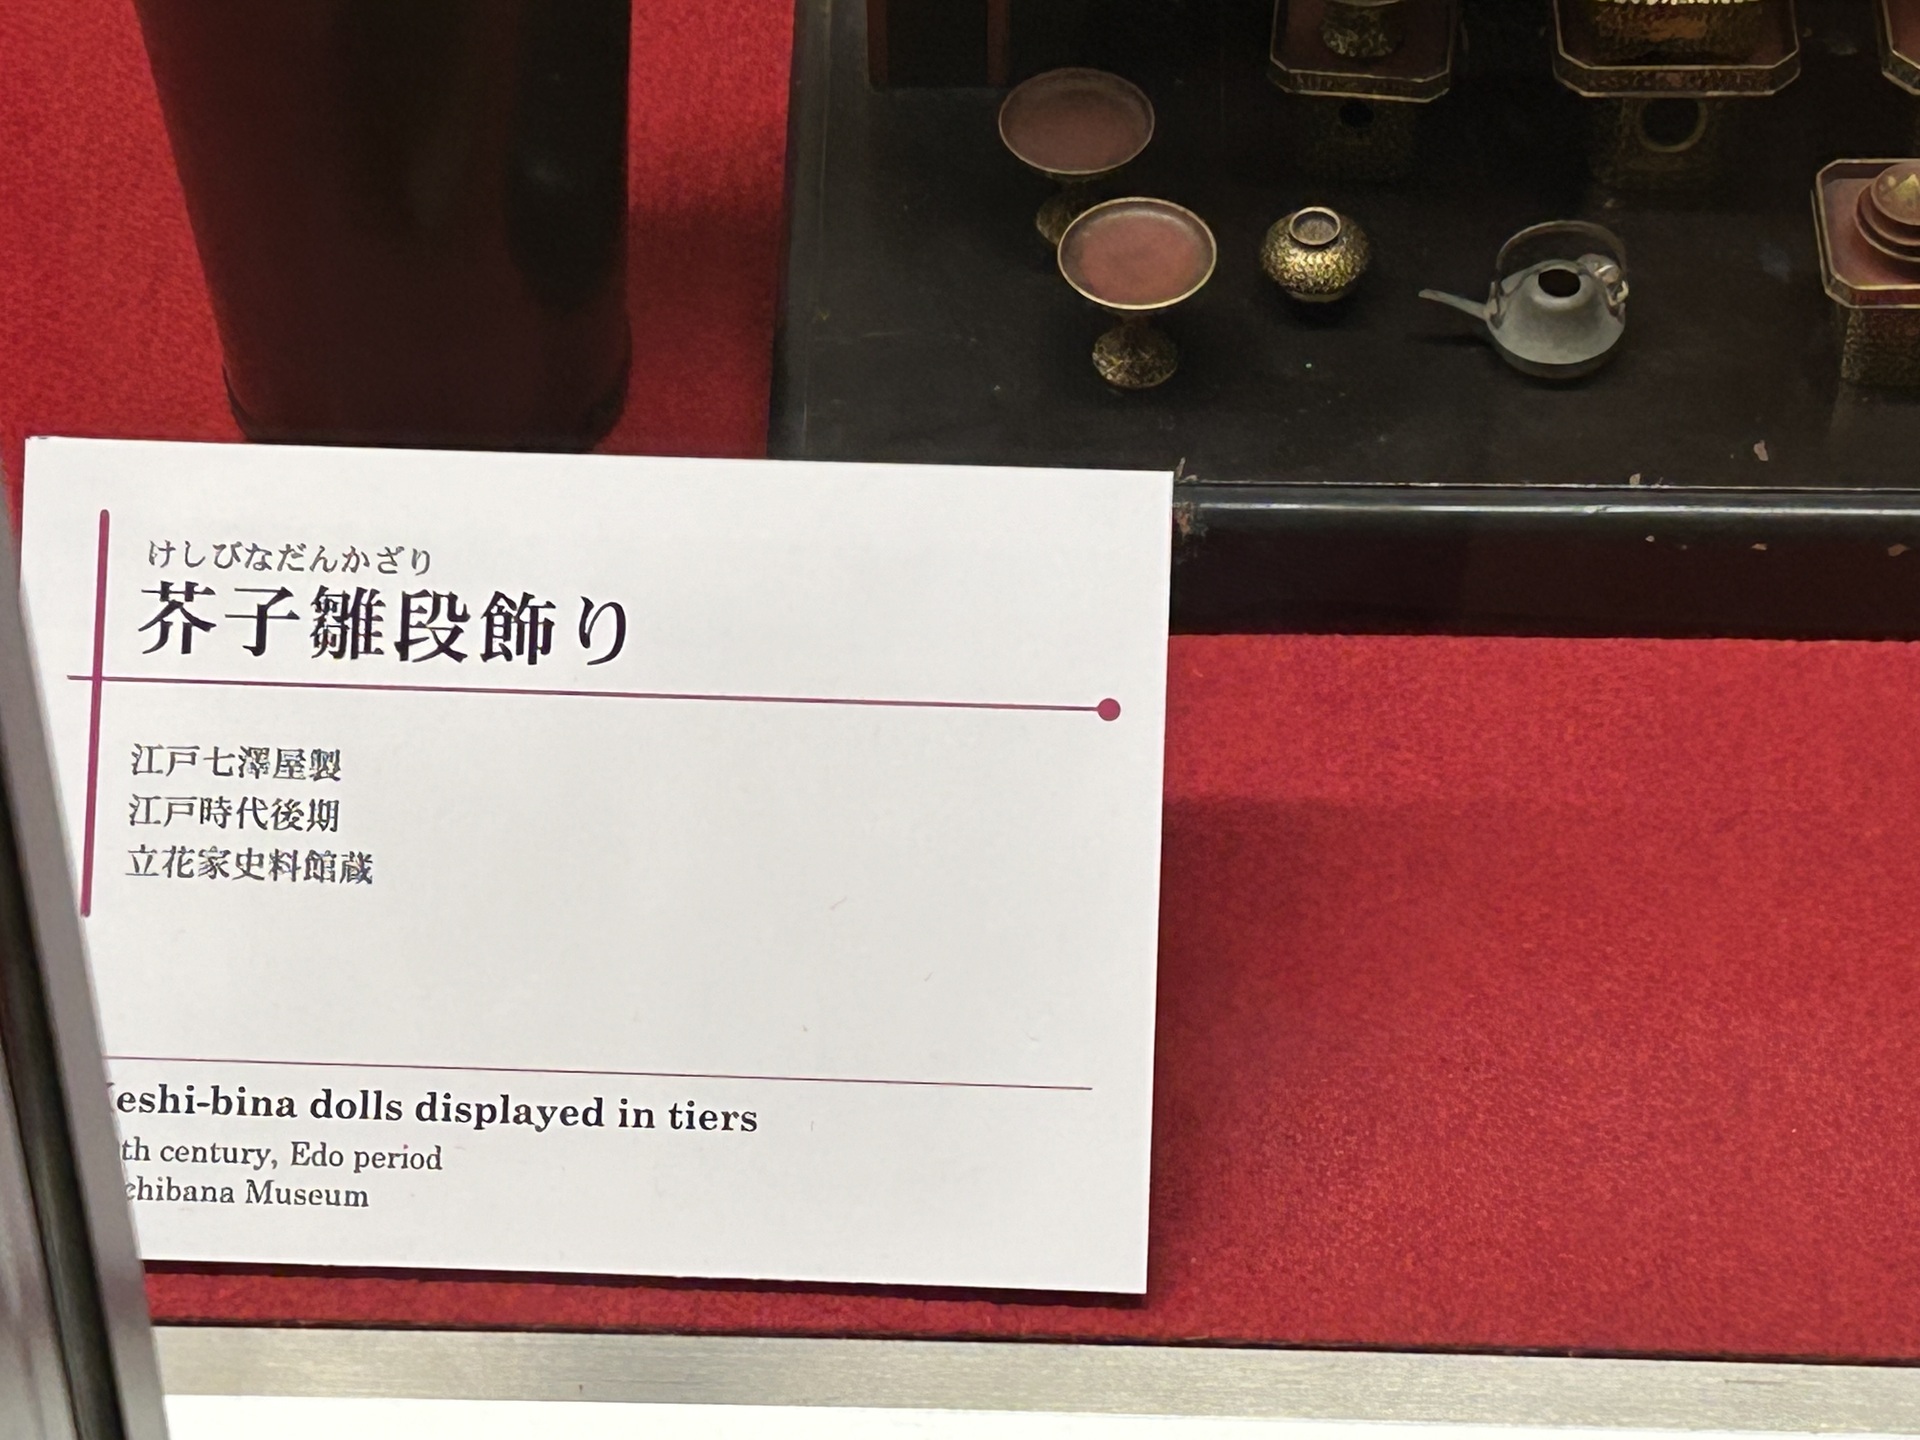 けしびなだんかざり
芥子雛段飾り
江戸七澤屋製
江戸時代後期
立花家史料館蔵
eshi-bina dolls displayed in tiers
th century, Edo period
chibana Museum